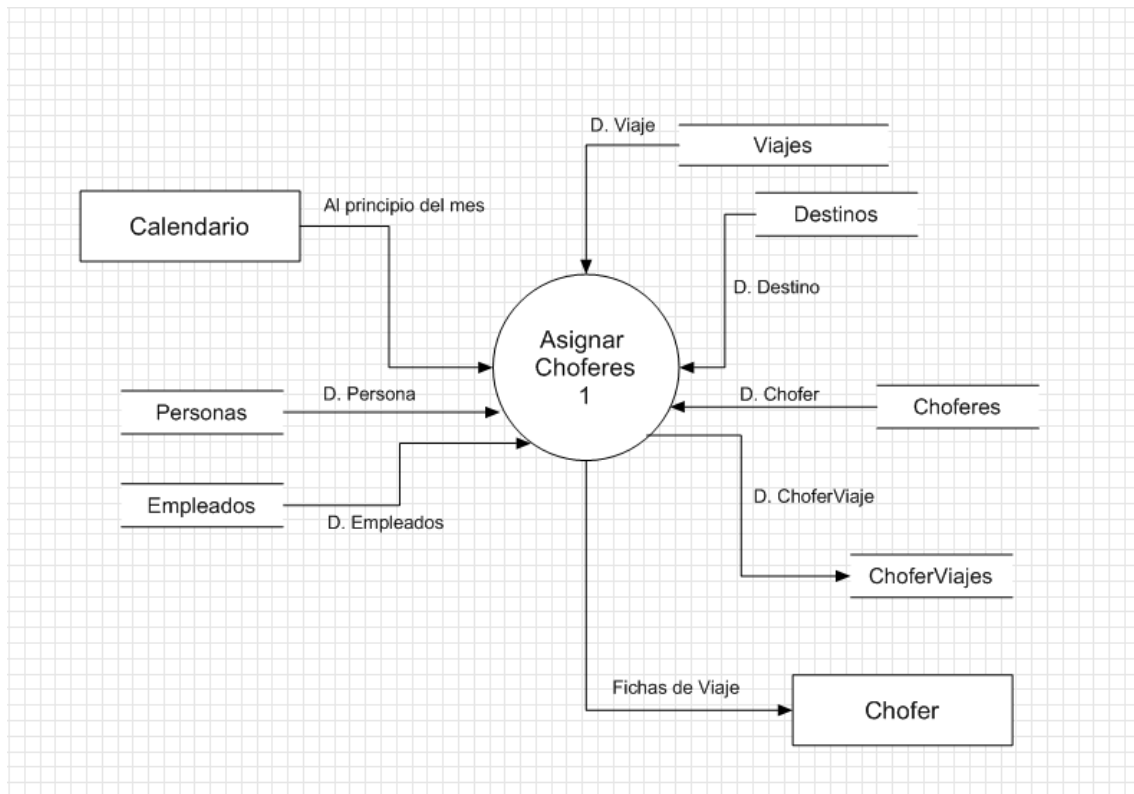 D. Viaje
Viajes
Calendario
Al principio del mes
Destinos
D. Destino
Asignar
Choferes
1
Personas
D. Persona
D. Chofer
Choferes
Empleados
D. Empleados
D. ChoferViaje
ChoferViajes
Fichas de Viaje
Chofer